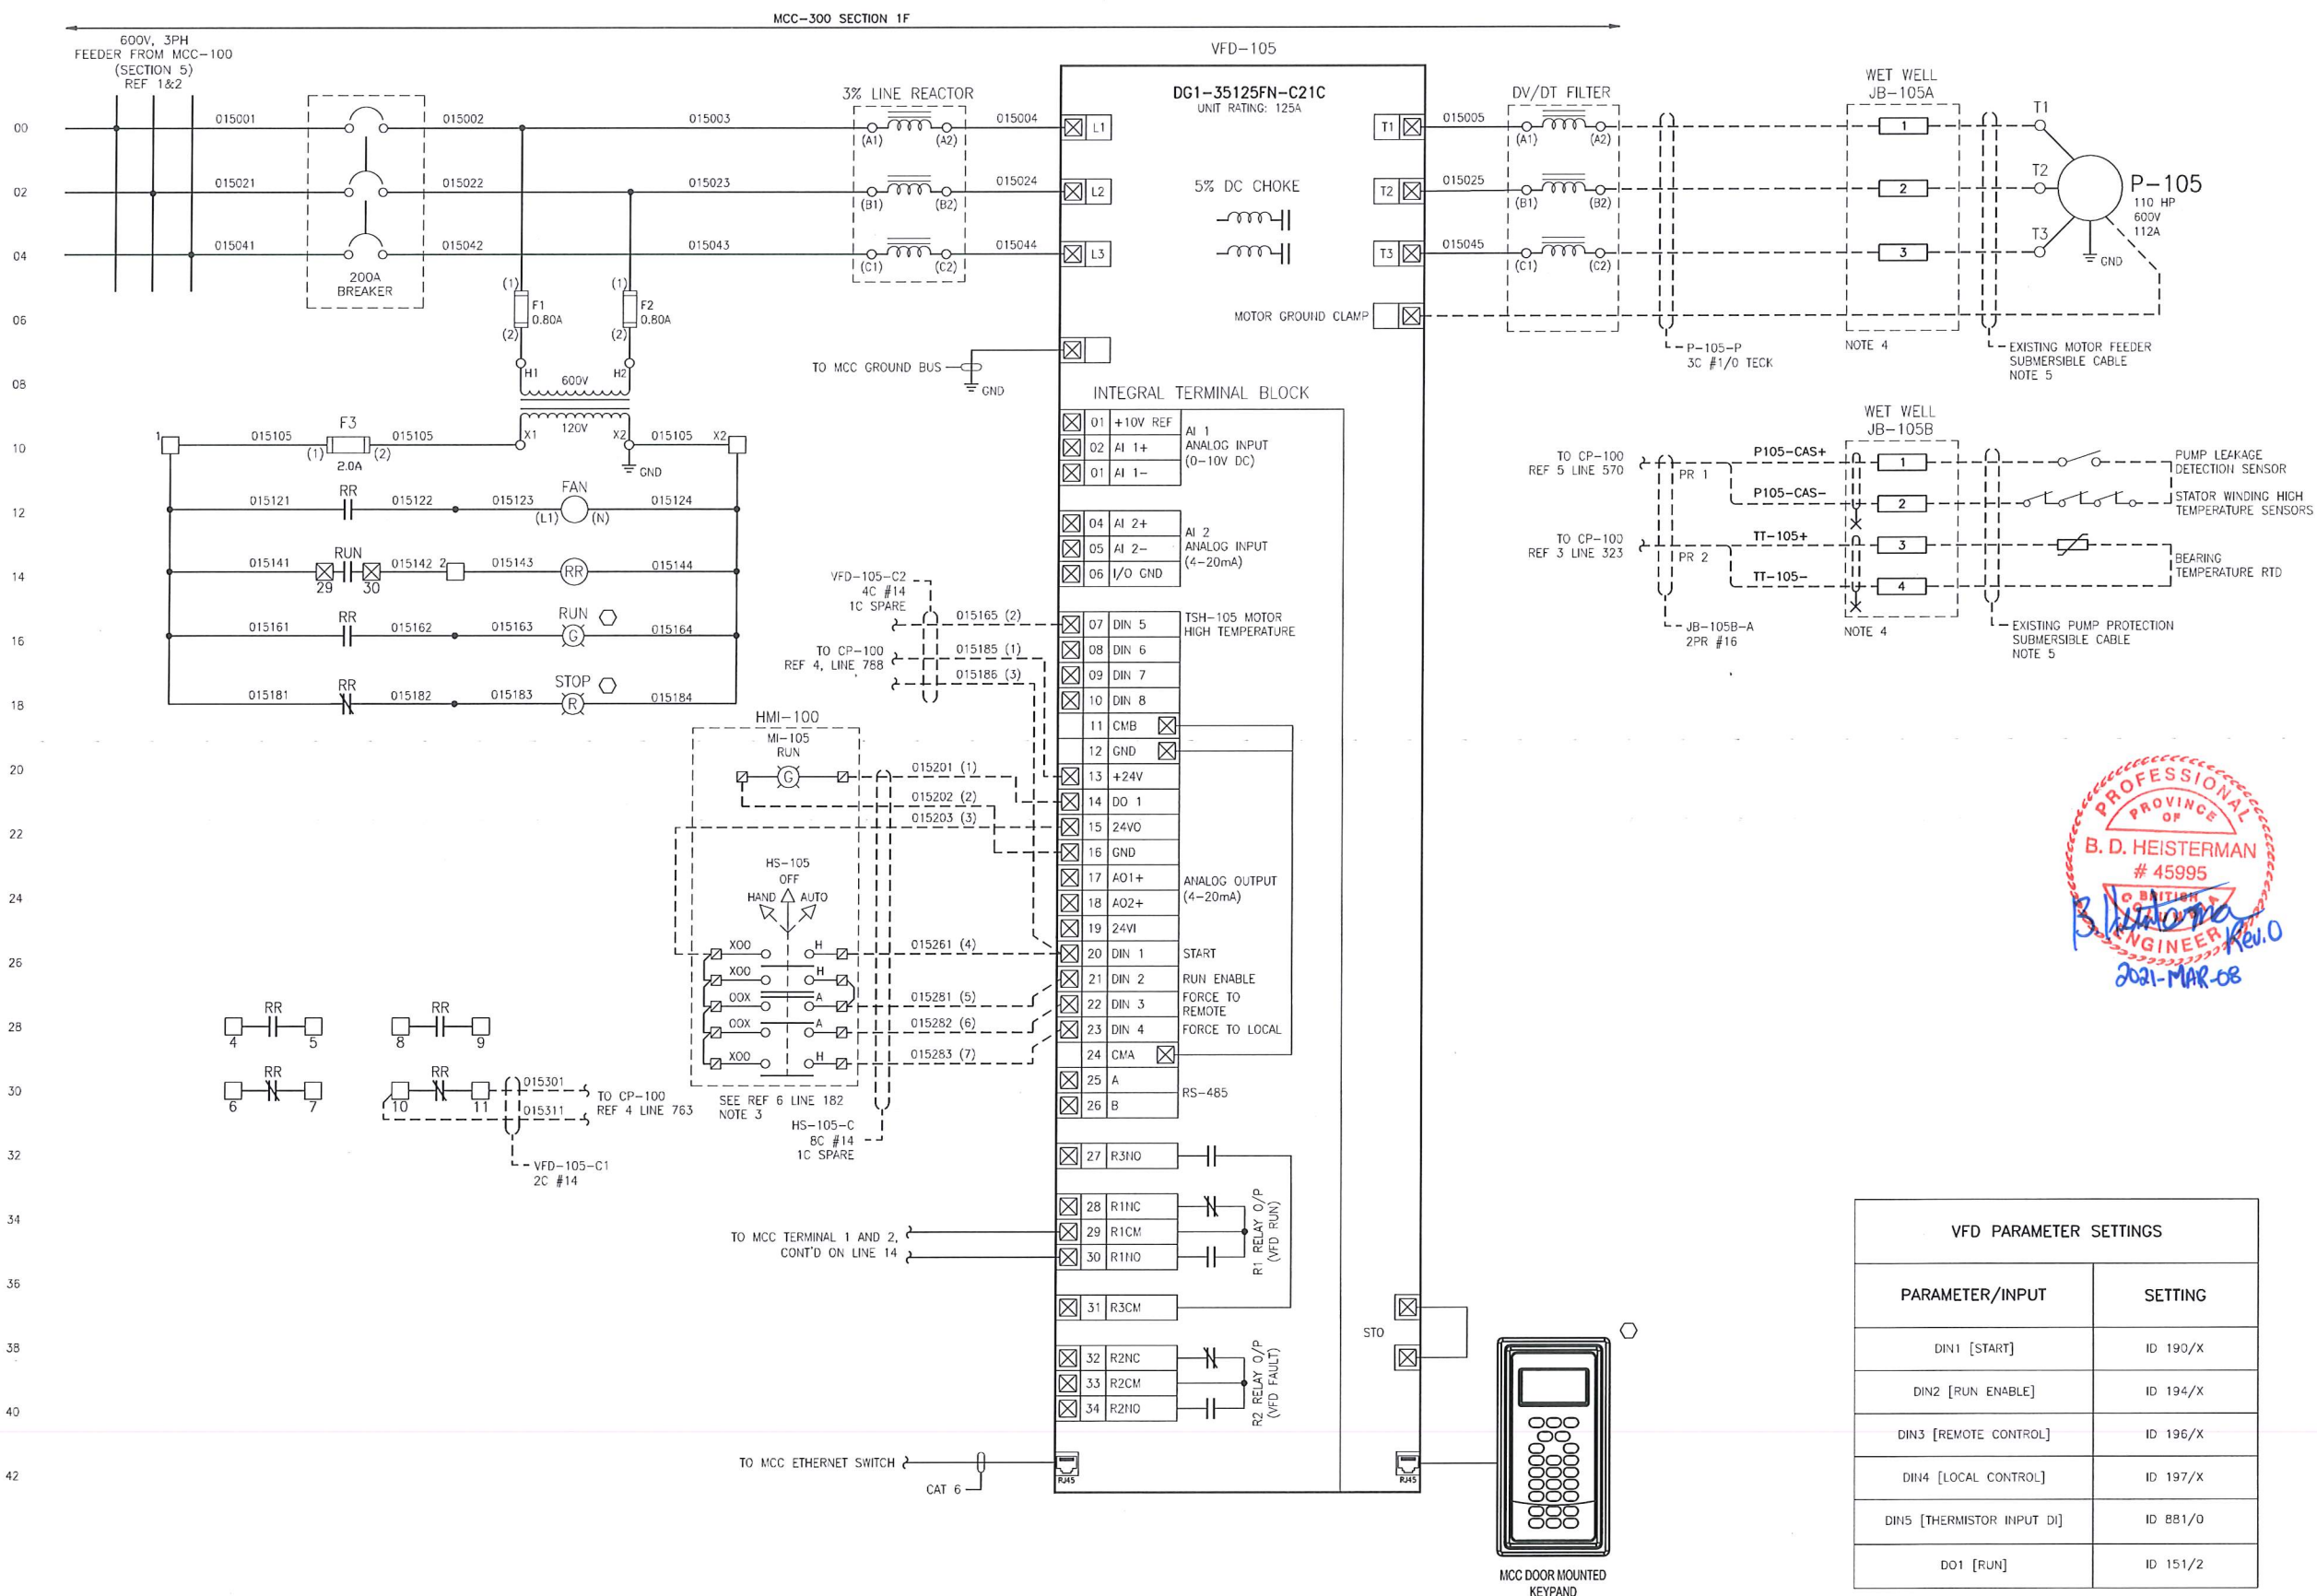 MCC-300 SECTION 1F
600V, 3PH
FEEDER FROM MCC-100
(SECTION 5)
REF 1&2
VFD-105
DG1-35125FN-C21C
UNIT RATING: 125A
3% LINE REACTOR
DV/DT FILTER
WET WELL
JB-105A
00
015001
015002
015003
(A1)
(A2)
015004
L1
T1
015005
(A1)
(A2)
1
T1
02
015021
015022
015023
(B1)
(B2)
015024
L2
5% DC CHOKE
T2
015025
(B1)
(B2)
2
T2
P-105
110 HP
600V
112A
04
015041
015042
015043
(C1)
(C2)
015044
L3
T3
015045
(C1)
(C2)
3
T3
GND
200A
BREAKER
06
(1)
F1
0.80A
(2)
(1)
F2
0.80A
(2)
MOTOR GROUND CLAMP
P-105-P
3C #1/0 TECK
NOTE 4
EXISTING MOTOR FEEDER
SUBMERSIBLE CABLE
NOTE 5
TO MCC GROUND BUS
GND
08
H1
600V
H2
120V
X1
X2
INTEGRAL TERMINAL BLOCK
10
1
015105
F3
(1)
(2)
2.0A
015105
015105
X2
GND
01 +10V REF
02 AI 1+
01 AI 1-
AI 1
ANALOG INPUT
(0-10V DC)
WET WELL
JB-105B
TO CP-100
REF 5 LINE 570
PR 1
P105-CAS+
1
PUMP LEAKAGE
DETECTION SENSOR
P105-CAS-
2
STATOR WINDING HIGH
TEMPERATURE SENSORS
TO CP-100
REF 3 LINE 323
PR 2
TT-105+
3
TT-105-
4
BEARING
TEMPERATURE RTD
JB-105B-A
2PR #16
NOTE 4
EXISTING PUMP PROTECTION
SUBMERSIBLE CABLE
NOTE 5
12
015121
RR
015122
015123
FAN
(L1)
(N)
015124
04 AI 2+
05 AI 2-
06 I/O GND
AI 2
ANALOG INPUT
(4-20mA)
14
015141
RUN
29
30
015142
2
015143
RR
015144
VFD-105-C2
4C #14
1C SPARE
16
015161
RR
015162
015163
RUN
G
015164
TO CP-100
REF 4, LINE 788
015165 (2)
015185 (1)
015186 (3)
07 DIN 5
TSH-105 MOTOR
HIGH TEMPERATURE
08 DIN 6
09 DIN 7
10 DIN 8
11 CMB
12 GND
13 +24V
14 DO 1
15 24VO
16 GND
17 AO1+
18 AO2+
ANALOG OUTPUT
(4-20mA)
19 24VI
20 DIN 1
START
21 DIN 2
RUN ENABLE
22 DIN 3
FORCE TO
REMOTE
23 DIN 4
FORCE TO LOCAL
24 CMA
25 A
26 B
RS-485
18
015181
RR
015182
015183
STOP
R
015184
20
HMI-100
MI-105
RUN
G
015201 (1)
015202 (2)
015203 (3)
22
24
HS-105
OFF
HAND
AUTO
26
XOO
H
015261 (4)
XOO
H
OOX
A
015281 (5)
OOX
A
015282 (6)
XOO
H
015283 (7)
SEE REF 6 LINE 182
NOTE 3
HS-105-C
8C #14
1C SPARE
28
RR
4
5
RR
8
9
30
RR
6
7
RR
10
11
015301
015311
TO CP-100
REF 4 LINE 763
VFD-105-C1
2C #14
32
27 R3NO
34
TO MCC TERMINAL 1 AND 2,
CONT'D ON LINE 14
28 R1NC
29 R1CM
30 R1NO
R1 RELAY O/P
(VFD RUN)
36
31 R3CM
38
STO
32 R2NC
33 R2CM
34 R2NO
R2 RELAY O/P
(VFD FAULT)
40
42
TO MCC ETHERNET SWITCH
CAT 6
RJ45
RJ45
MCC DOOR MOUNTED
KEYPAND
PROFESSIONAL
PROVINCE
OF
B. D. HEISTERMAN
# 45995
BRITISH
COLUMBIA
ENGINEER
Rev.0
2021-MAR-08
VFD PARAMETER SETTINGS
PARAMETER/INPUT SETTING
DIN1 [START] ID 190/X
DIN2 [RUN ENABLE] ID 194/X
DIN3 [REMOTE CONTROL] ID 196/X
DIN4 [LOCAL CONTROL] ID 197/X
DIN5 [THERMISTOR INPUT DI] ID 881/0
DO1 [RUN] ID 151/2